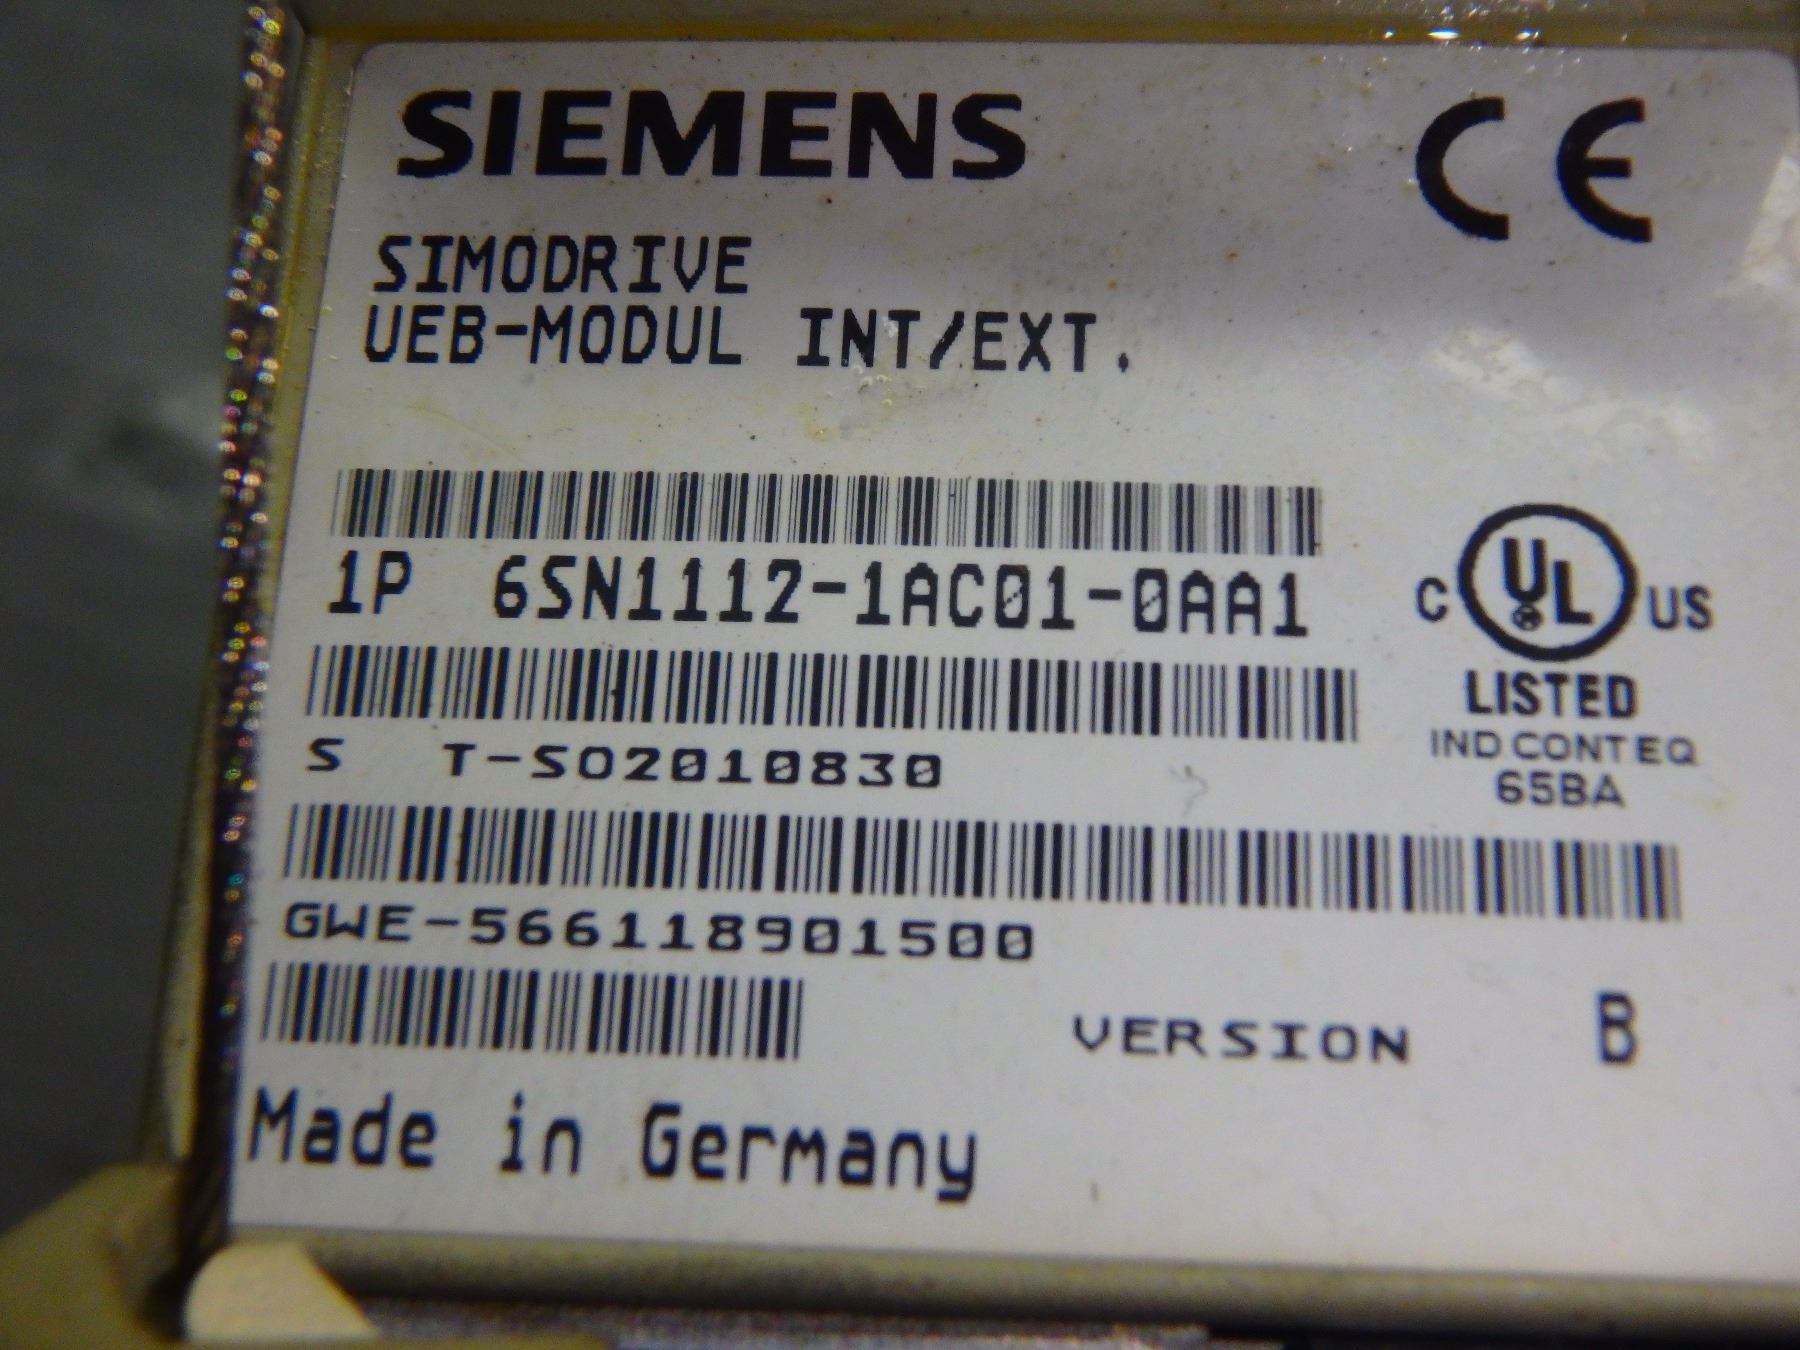 SIEMENS
CE
SIMODRIVE
UEB-MODUL INT/EXT.
1P 6SN1112-1AC01-0AA1
C UL US
LISTED
IND CONT EQ
65BA
S T-SO2010830
GWE-566118901500
VERSION B
Made in Germany